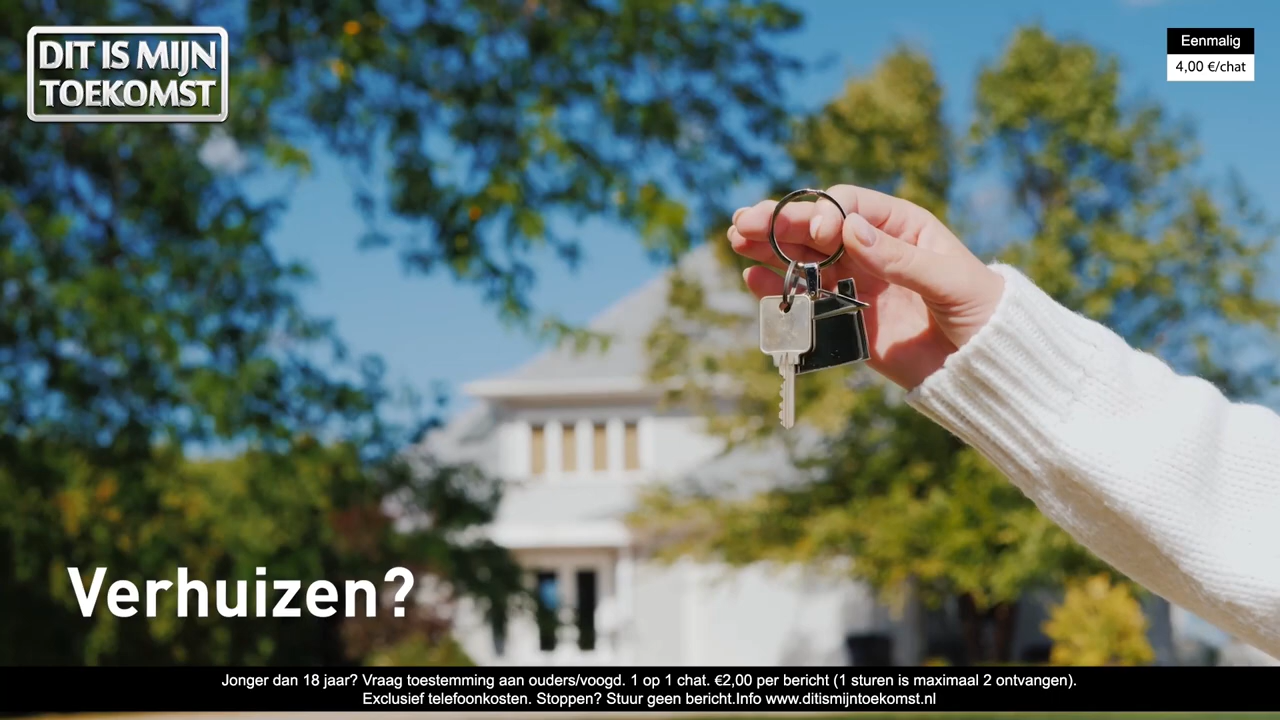 DIT IS MIJN
TOEKOMST
Eenmalig
4,00 €/chat
Verhuizen?
Jonger dan 18 jaar? Vraag toestemming aan ouders/voogd. 1 op 1 chat. €2,00 per bericht (1 sturen is maximaal 2 ontvangen).
Exclusief telefoonkosten. Stoppen? Stuur geen bericht.Info www.ditismijntoekomst.nl